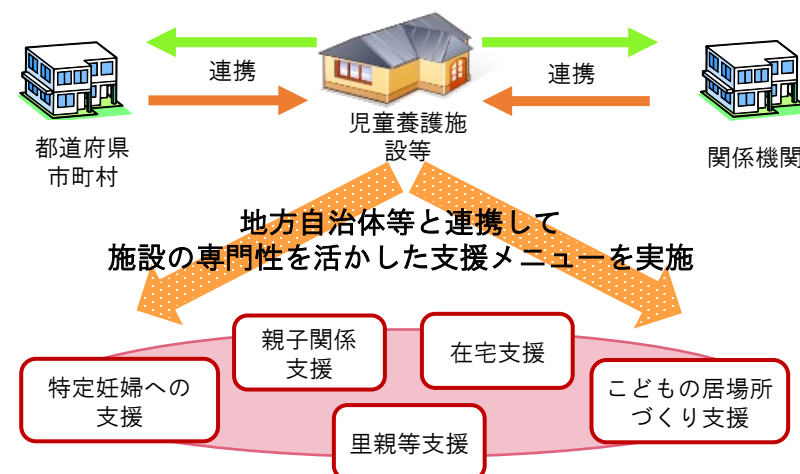 連携
連携
児童養護施
設等
都道府県
市町村
関係機関
地方自治体等と連携して
施設の専門性を活かした支援メニューを実施
親子関係
支援
在宅支援
特定妊婦への
支援
こどもの居場所
づくり支援
里親等支援